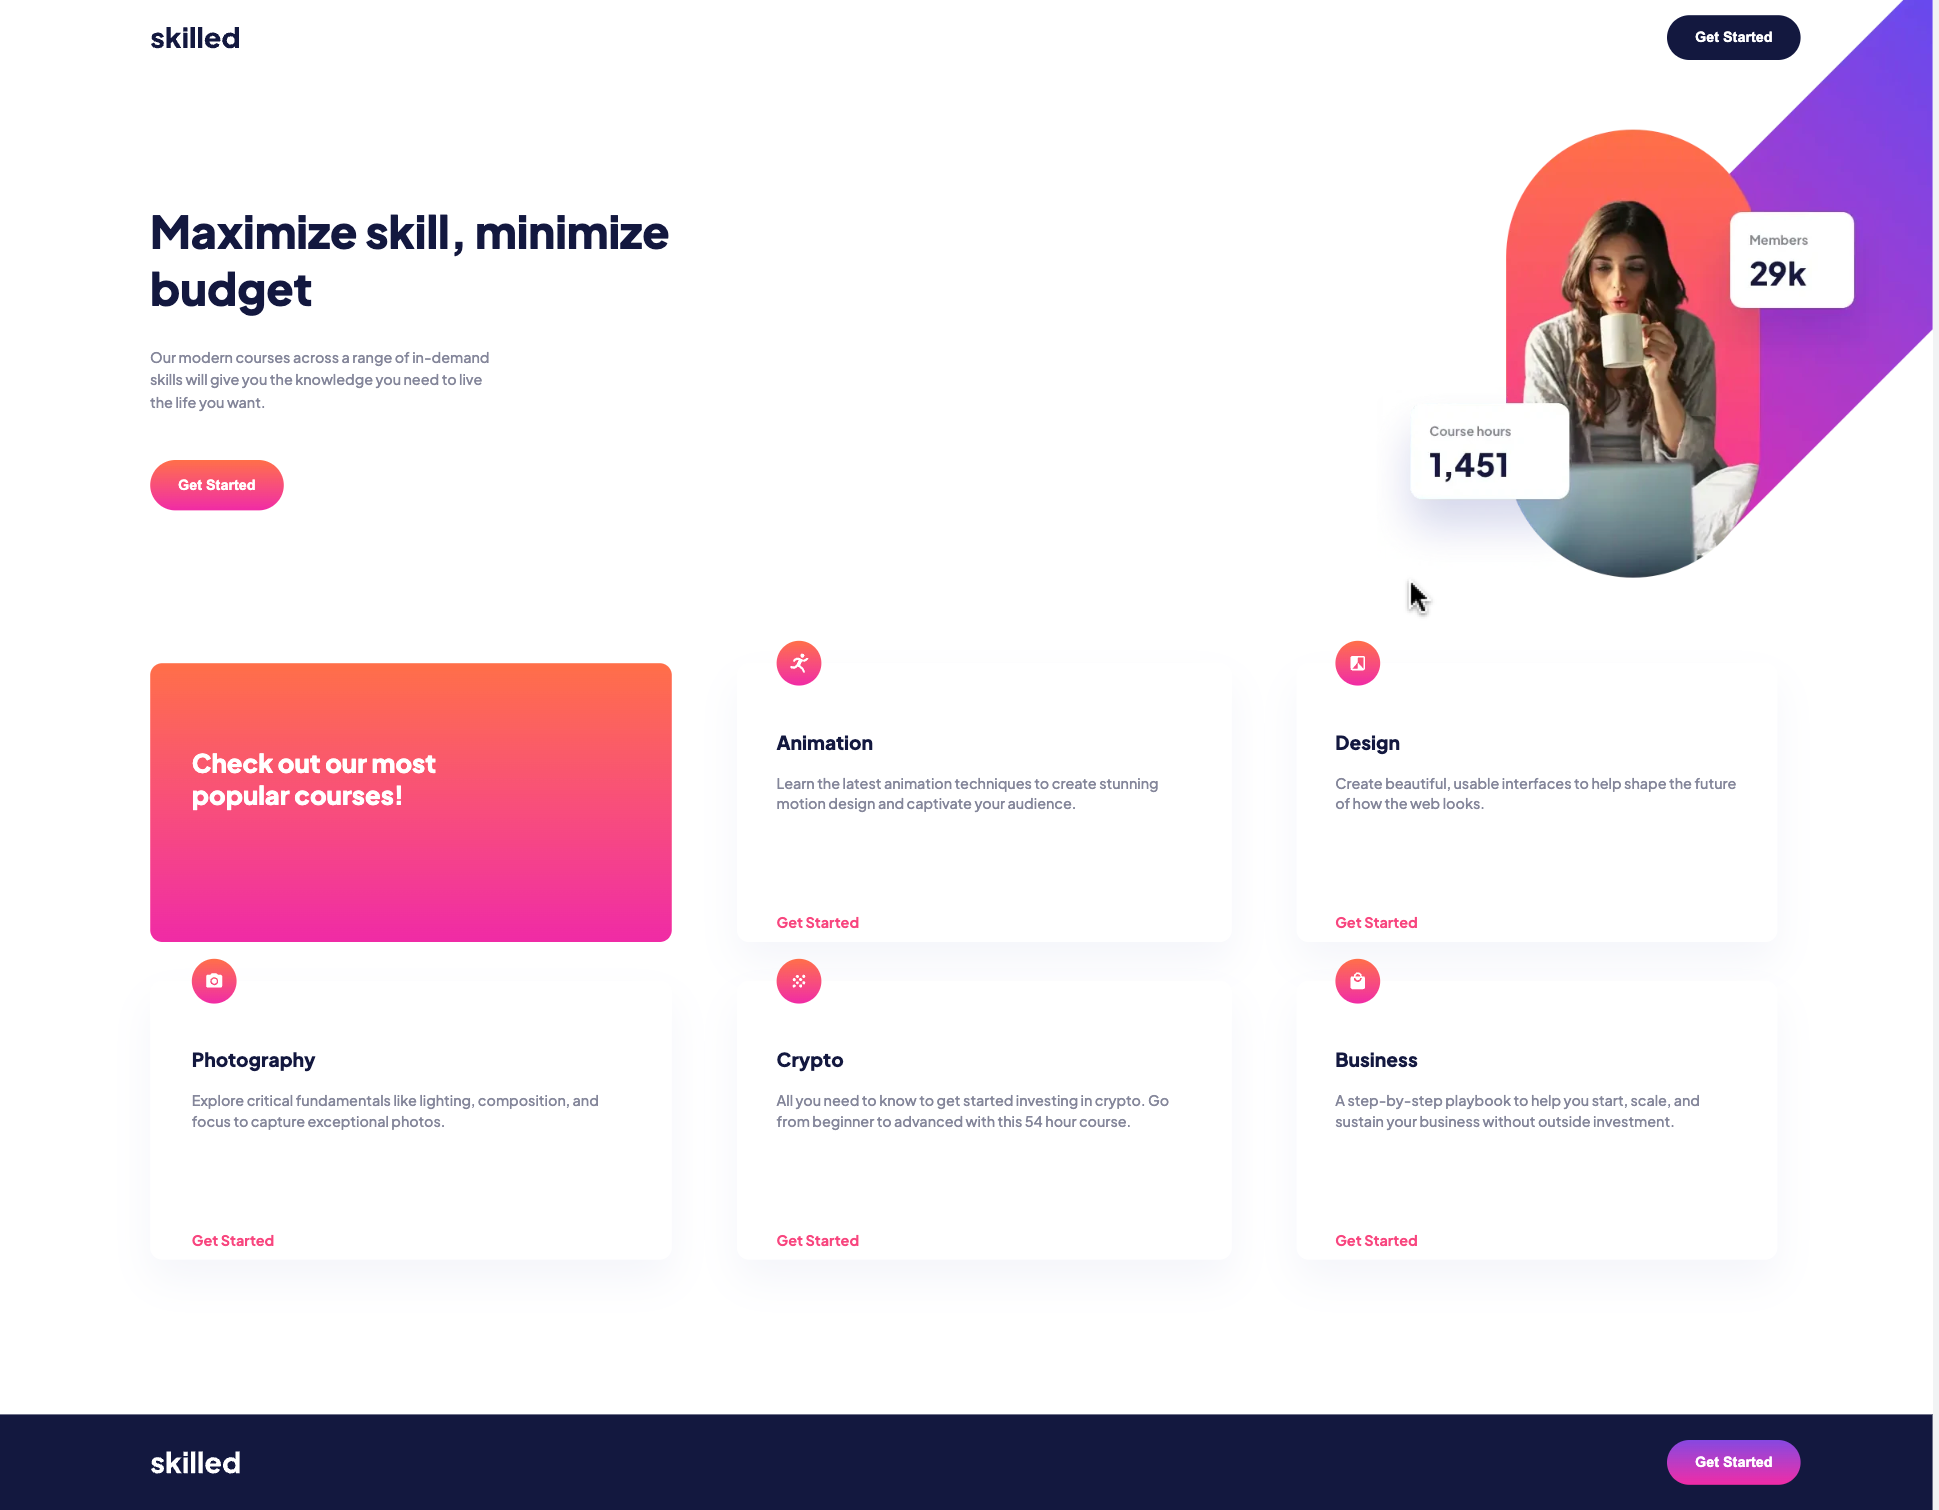 skilled
Get Started
Maximize skill, minimize
budget
Our modern courses across a range of in-demand
skills will give you the knowledge you need to live
the life you want.
Get Started
Members
29k
Course hours
1,451
Check out our most
popular courses!
Animation
Learn the latest animation techniques to create stunning
motion design and captivate your audience.
Get Started
Design
Create beautiful, usable interfaces to help shape the future
of how the web looks.
Get Started
Photography
Explore critical fundamentals like lighting, composition, and
focus to capture exceptional photos.
Get Started
Crypto
All you need to know to get started investing in crypto. Go
from beginner to advanced with this 54 hour course.
Get Started
Business
A step-by-step playbook to help you start, scale, and
sustain your business without outside investment.
Get Started
skilled
Get Started